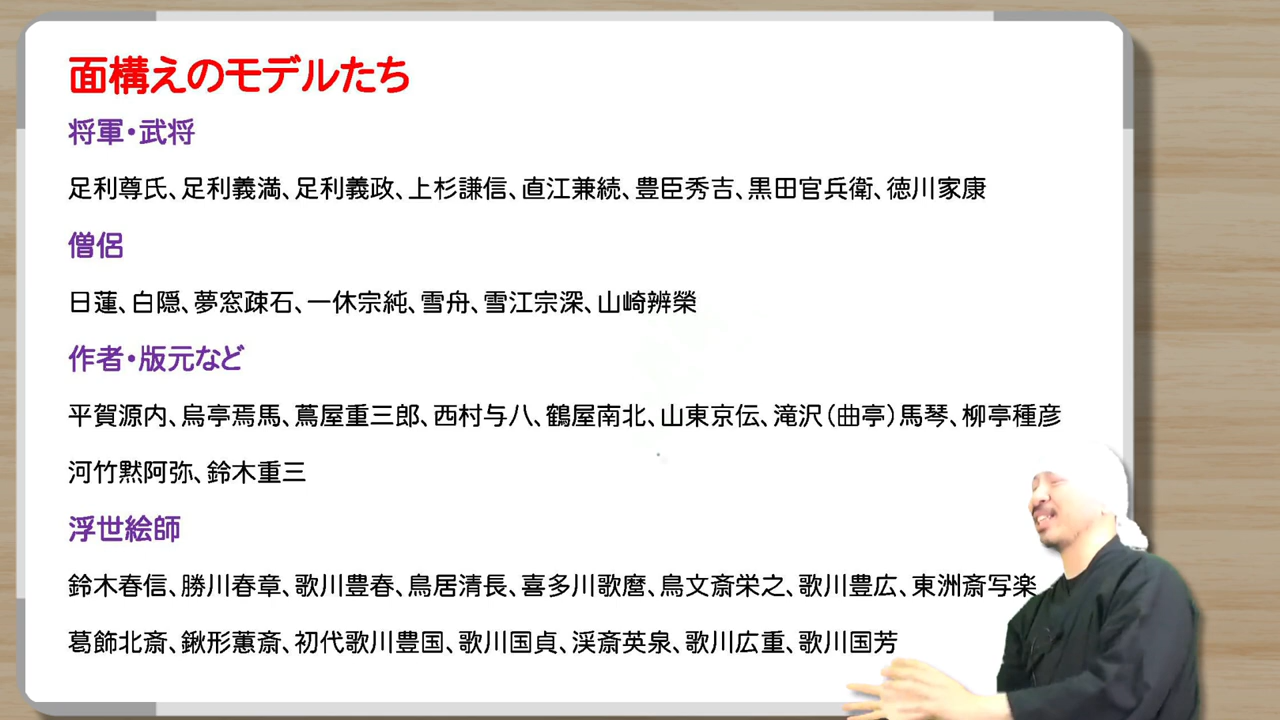 面構えのモデルたち
将軍・武将
足利尊氏、足利義満、足利義政、上杉謙信、直江兼続、豊臣秀吉、黒田官兵衛、徳川家康
僧侶
日蓮、白隠、夢窓疎石、一休宗純、雪舟、雪江宗深、山崎辨榮
作者・版元など
平賀源内、烏亭焉馬、蔦屋重三郎、西村与八、鶴屋南北、山東京伝、滝沢(曲亭)馬琴、柳亭種彦
河竹黙阿弥、鈴木重三
浮世絵師
鈴木春信、勝川春章、歌川豊春、鳥居清長、喜多川歌麿、鳥文斎栄之、歌川豊広、東洲斎写楽
葛飾北斎、鍬形蕙斎、初代歌川豊国、歌川国貞、渓斎英泉、歌川広重、歌川国芳